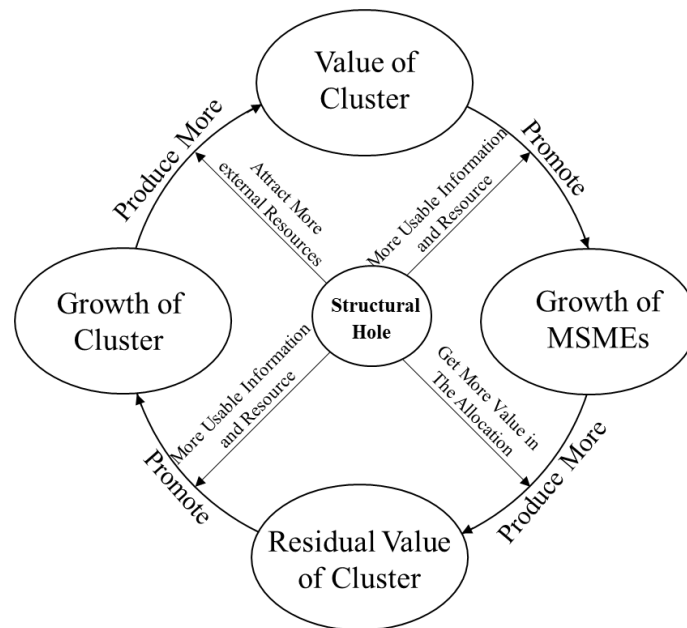 Value of
Cluster
Produce More
Promote
Attract More
external Resources
More Usable Information
and Resource
Growth of
Cluster
Structural
Hole
Growth of
MSMEs
More Usable Information
and Resource
Get More Value in
The Allocation
Promote
Produce More
Residual Value
of Cluster